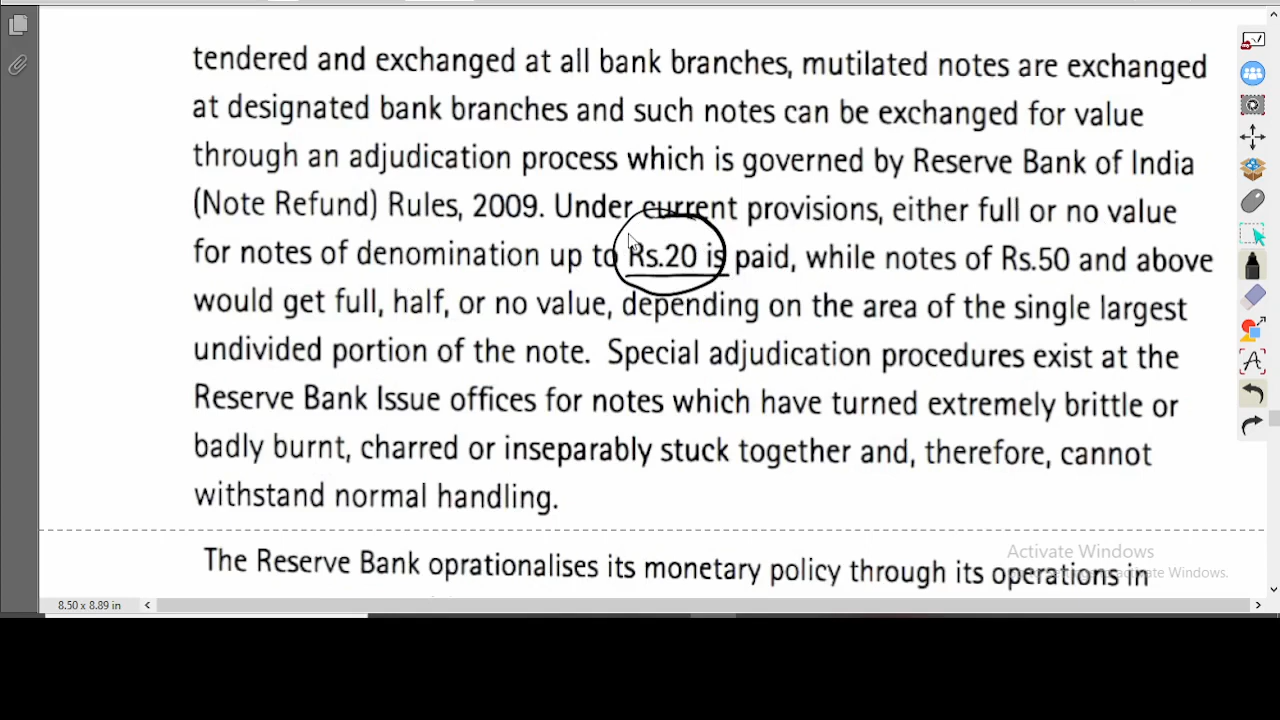 tendered and exchanged at all bank branches, mutilated notes are exchanged
at designated bank branches and such notes can be exchanged for value
through an adjudication process which is governed by Reserve Bank of India
(Note Refund) Rules, 2009. Under current provisions, either full or no value
for notes of denomination up to Rs.20 is paid, while notes of Rs.50 and above
would get full, half, or no value, depending on the area of the single largest
undivided portion of the note. Special adjudication procedures exist at the
Reserve Bank Issue offices for notes which have turned extremely brittle or
badly burnt, charred or inseparably stuck together and, therefore, cannot
withstand normal handling.
The Reserve Bank oprationalises its monetary policy through its operations in
Activate Windows
activate Windows.
8.50 x 8.89 in